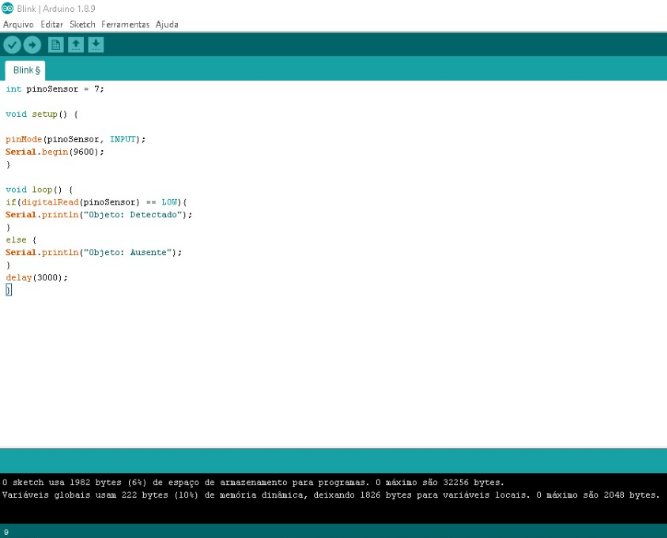 Blink | Arduino 1.8.9
Arquivo Editar Sketch Ferramentas Ajuda
Blink §
int pinoSensor = 7;
void setup() {
pinMode(pinoSensor, INPUT);
Serial.begin(9600);
}
void loop() {
if(digitalRead(pinoSensor) == LOW){
Serial.println("Objeto: Detectado");
}
else {
Serial.println("Objeto: Ausente");
}
delay(3000);
}
O sketch usa 1982 bytes (6%) de espaço de armazenamento para programas. O máximo são 32256 bytes.
Variáveis globais usam 222 bytes (10%) de memória dinâmica, deixando 1826 bytes para variáveis locais. O máximo são 2048 bytes.
9